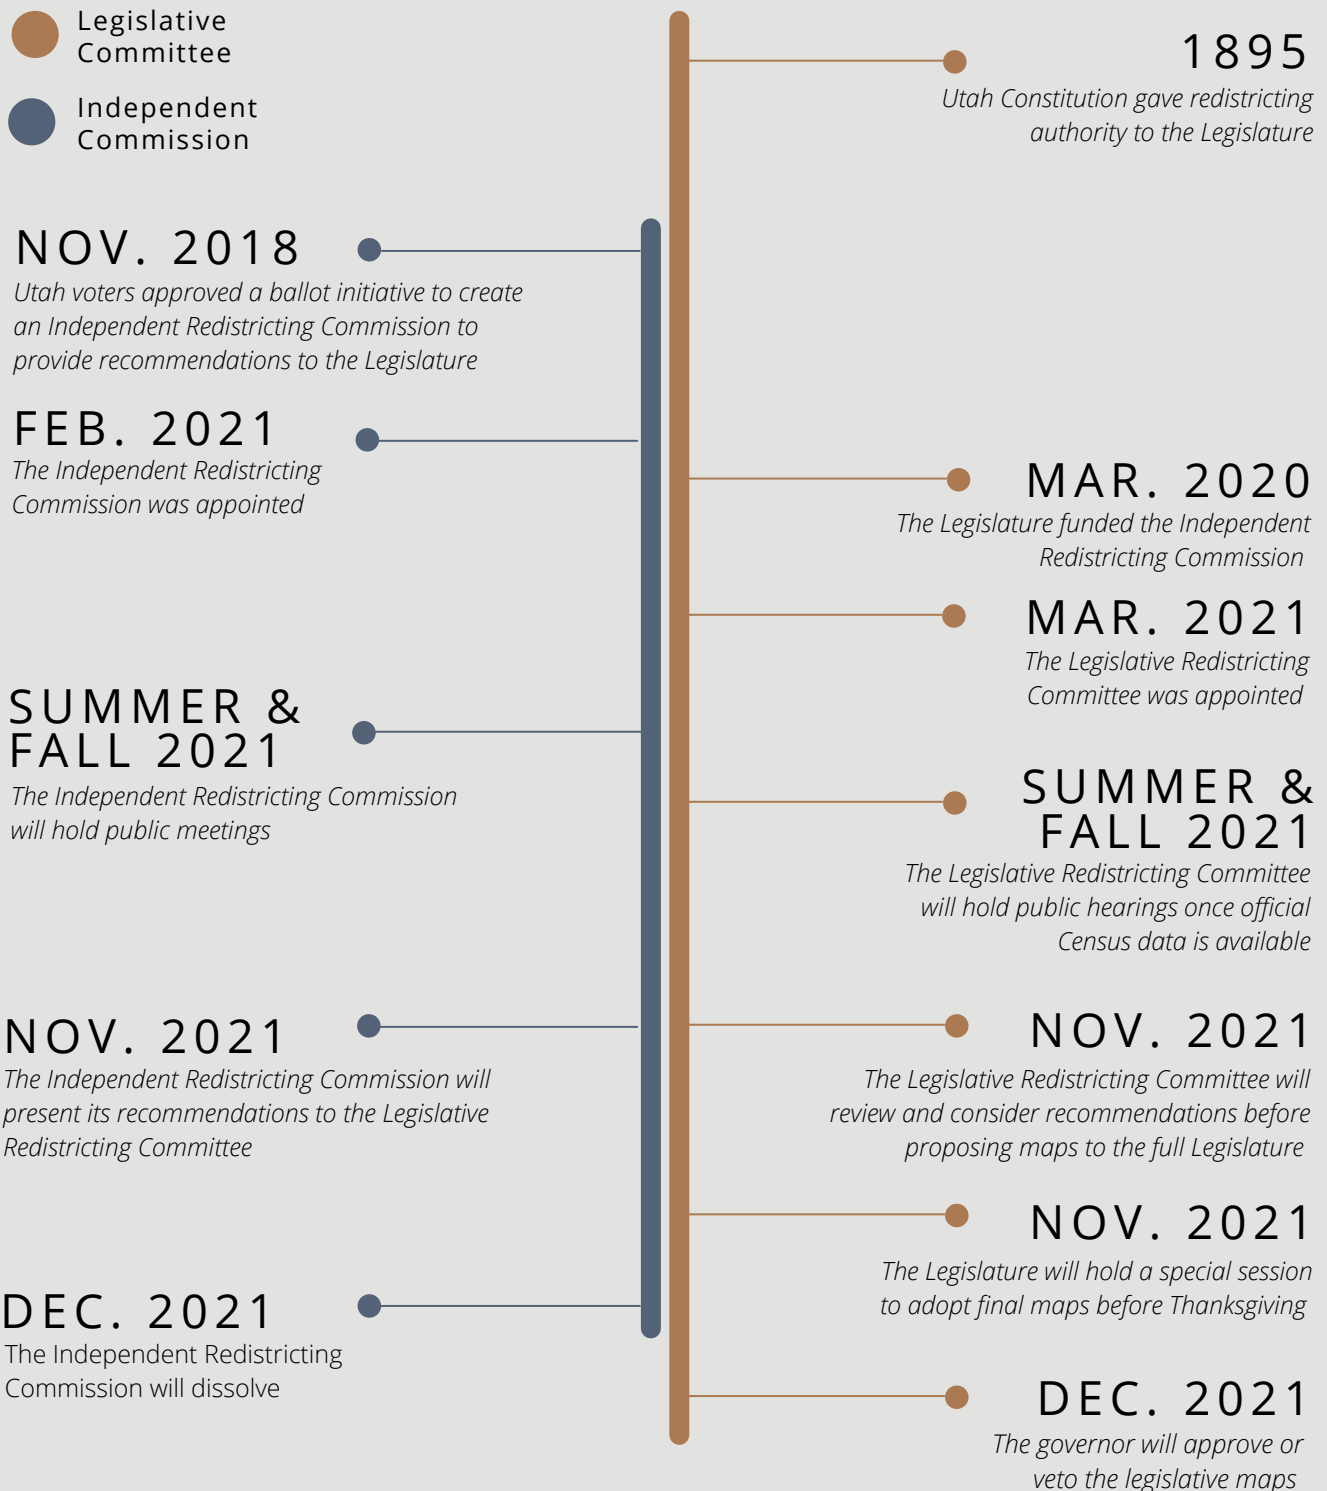 Legislative
Committee
Independent
Commission
1895
Utah Constitution gave redistricting
authority to the Legislature
NOV. 2018
Utah voters approved a ballot initiative to create
an Independent Redistricting Commission to
provide recommendations to the Legislature
FEB. 2021
The Independent Redistricting
Commission was appointed
MAR. 2020
The Legislature funded the Independent
Redistricting Commission
MAR. 2021
The Legislative Redistricting
Committee was appointed
SUMMER &
FALL 2021
The Independent Redistricting Commission
will hold public meetings
SUMMER &
FALL 2021
The Legislative Redistricting Committee
will hold public hearings once official
Census data is available
NOV. 2021
The Independent Redistricting Commission will
present its recommendations to the Legislative
Redistricting Committee
NOV. 2021
The Legislative Redistricting Committee will
review and consider recommendations before
proposing maps to the full Legislature
NOV. 2021
The Legislature will hold a special session
to adopt final maps before Thanksgiving
DEC. 2021
The Independent Redistricting
Commission will dissolve
DEC. 2021
The governor will approve or
veto the legislative maps